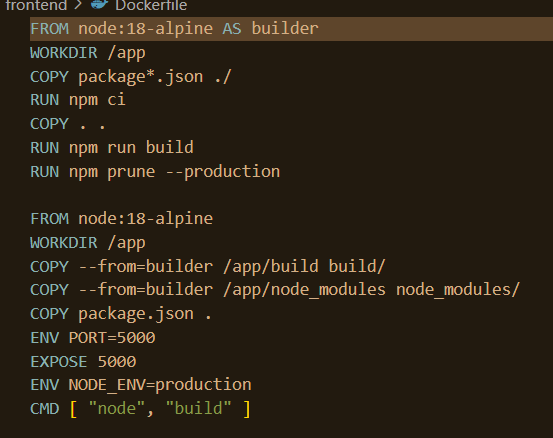 frontend > Dockerfile
FROM node:18-alpine AS builder
WORKDIR /app
COPY package*.json ./
RUN npm ci
COPY . .
RUN npm run build
RUN npm prune --production
FROM node:18-alpine
WORKDIR /app
COPY --from=builder /app/build build/
COPY --from=builder /app/node_modules node_modules/
COPY package.json .
ENV PORT=5000
EXPOSE 5000
ENV NODE_ENV=production
CMD [ "node", "build" ]